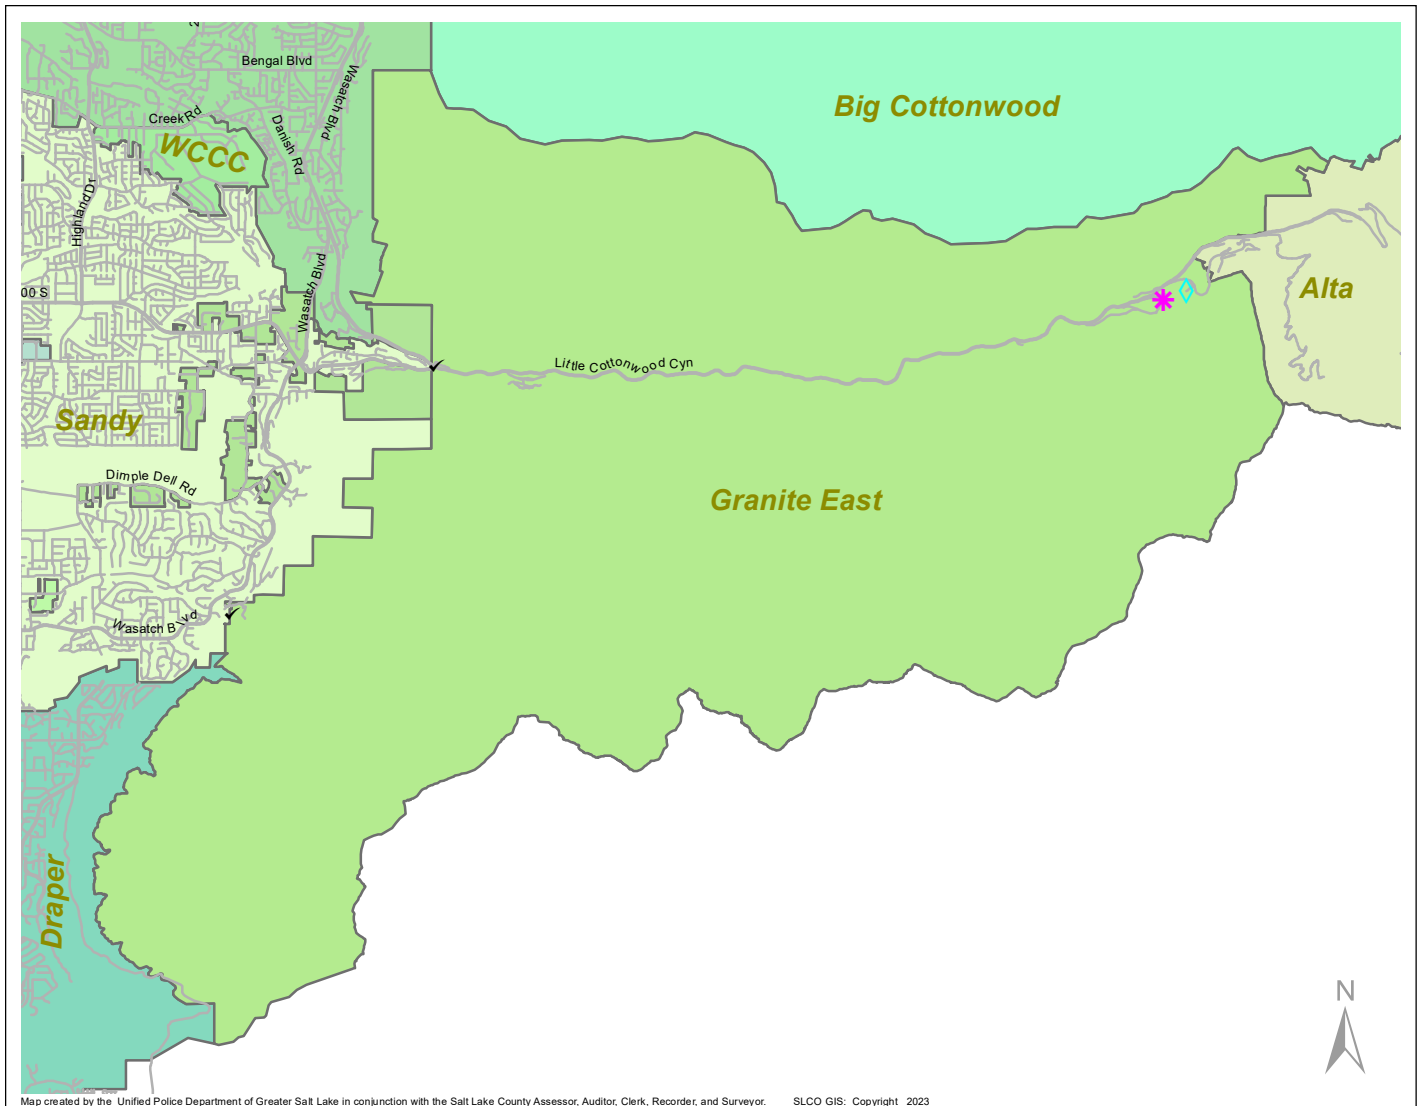 Bengal Blvd
Wasatch Blvd
Big Cottonwood
Creek Rd
Danish Rd
WCCC
Highland Dr
Wasatch Blvd
00 S
Alta
Little Cottonwood Cyn
Sandy
Dimple Dell Rd
Granite East
Wasatch Blvd
Draper
N
Map created by the Unified Police Department of Greater Salt Lake in conjunction with the Salt Lake County Assessor, Auditor, Clerk, Recorder, and Surveyor. SLCO GIS: Copyright 2023